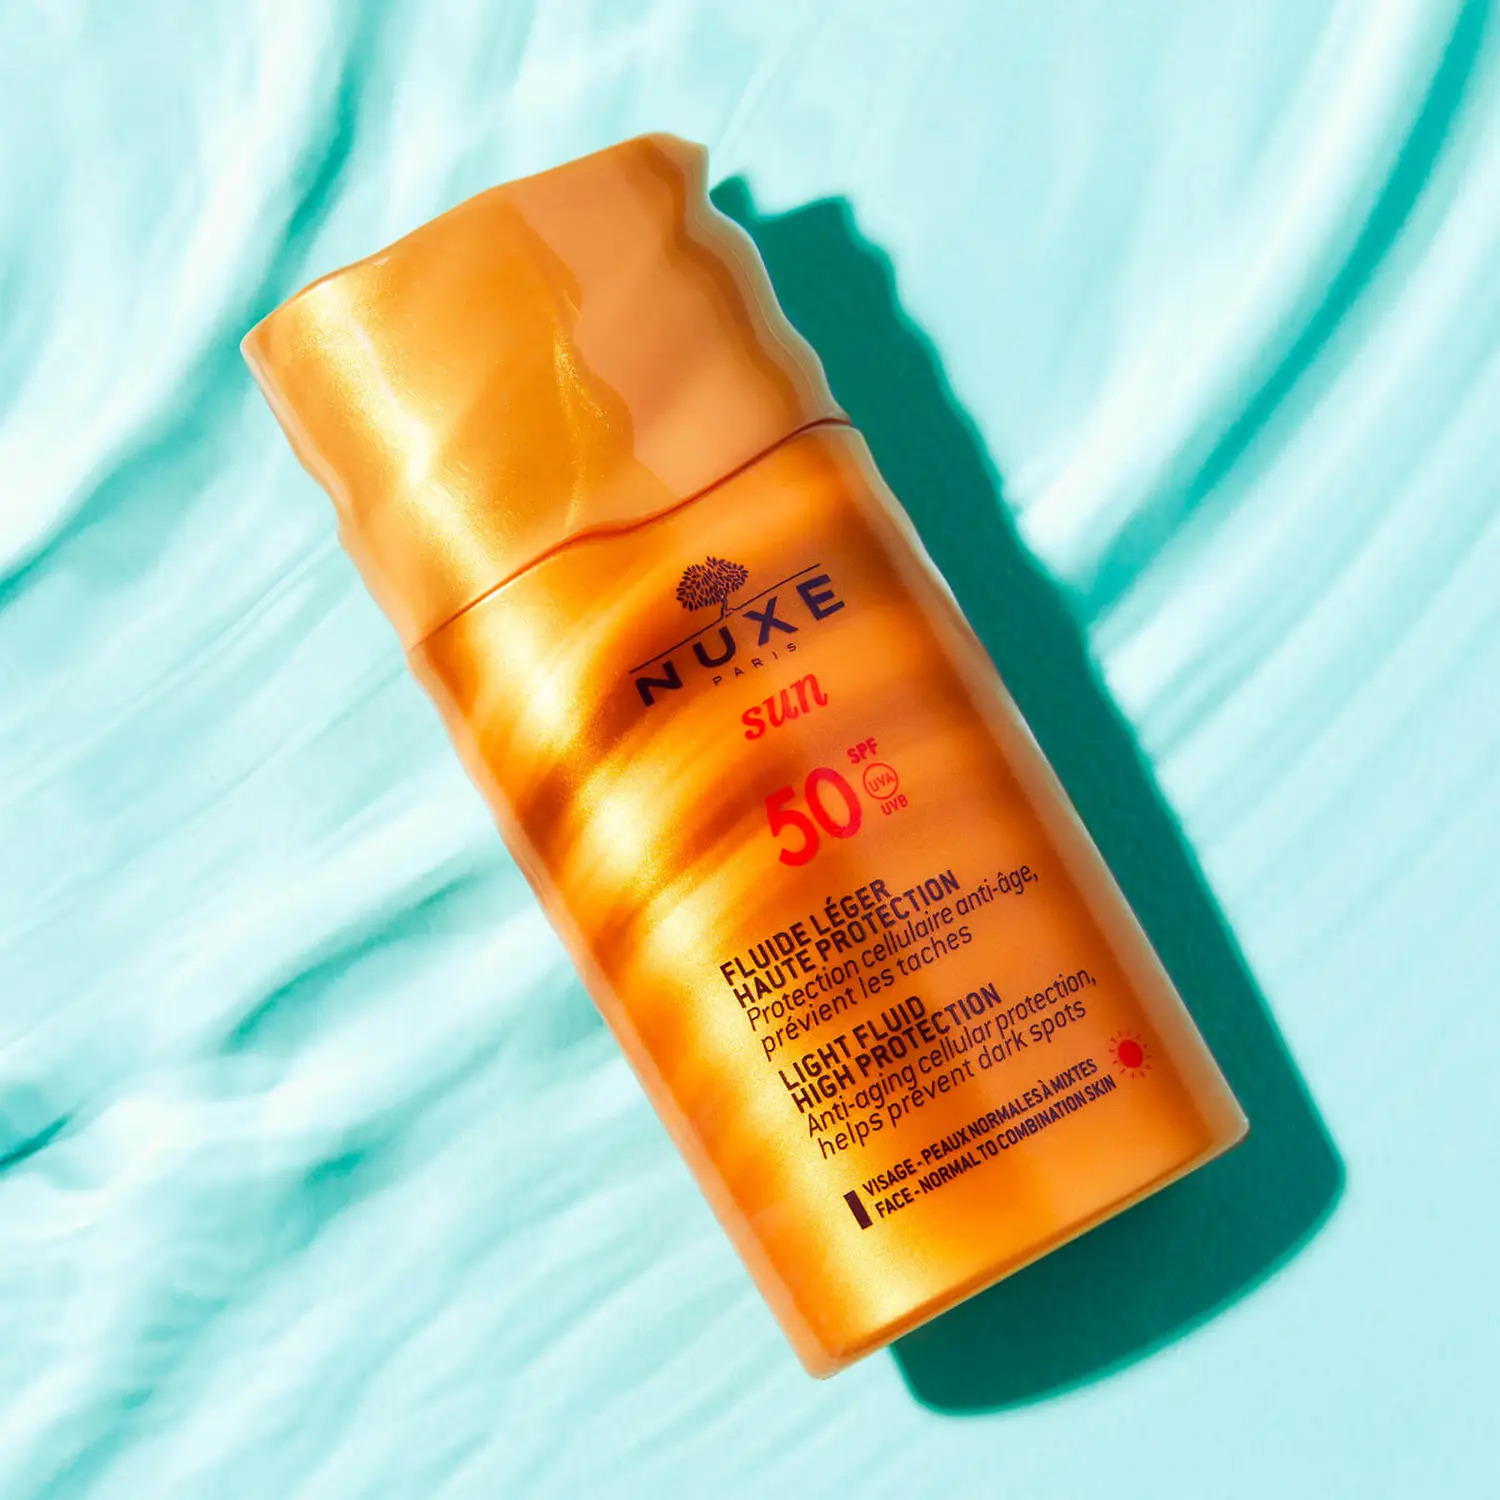 NUXE
PARIS
sun
50 SPF
UVA
UVB
FLUIDE LÉGER
HAUTE PROTECTION
Protection cellulaire anti-âge,
prévient les taches
LIGHT FLUID
HIGH PROTECTION
Anti-aging cellular protection,
helps prevent dark spots
VISAGE - PEAUX NORMALES À MIXTES
FACE - NORMAL TO COMBINATION SKIN